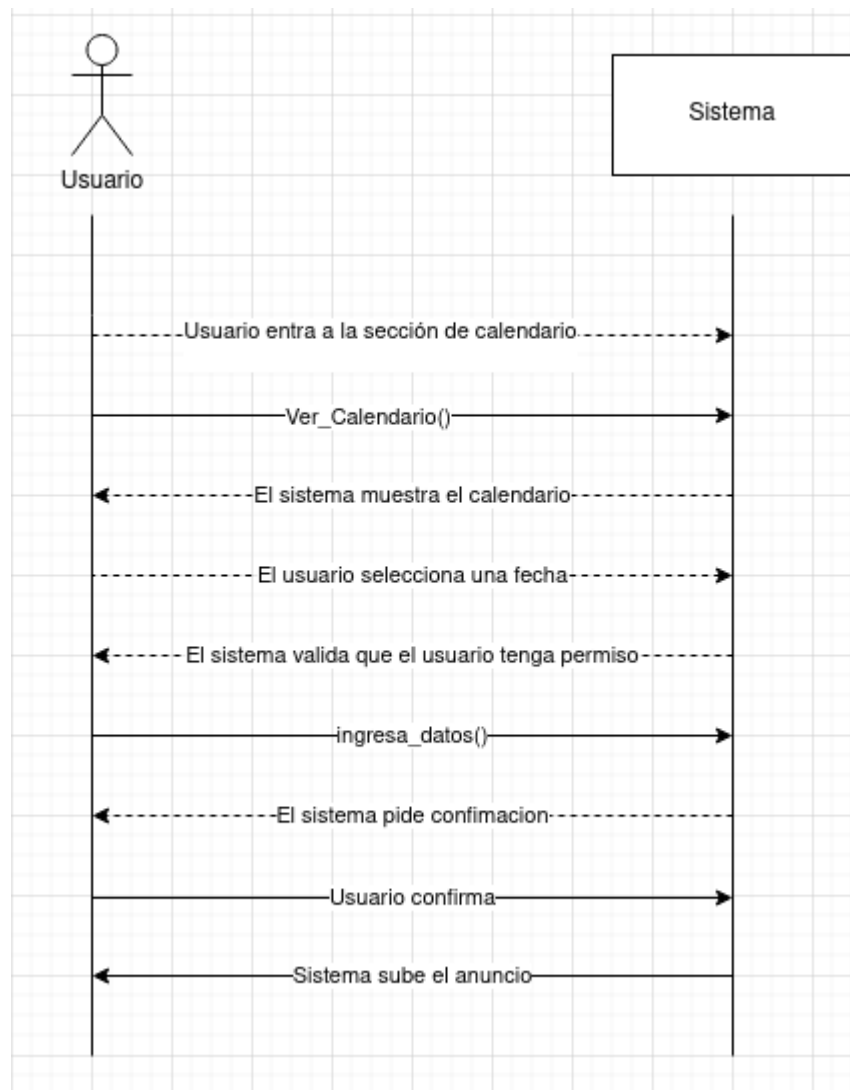 Usuario
Sistema
Usuario entra a la sección de calendario
Ver_Calendario()
El sistema muestra el calendario
El usuario selecciona una fecha
El sistema valida que el usuario tenga permiso
ingresa_datos()
El sistema pide confimacion
Usuario confirma
Sistema sube el anuncio